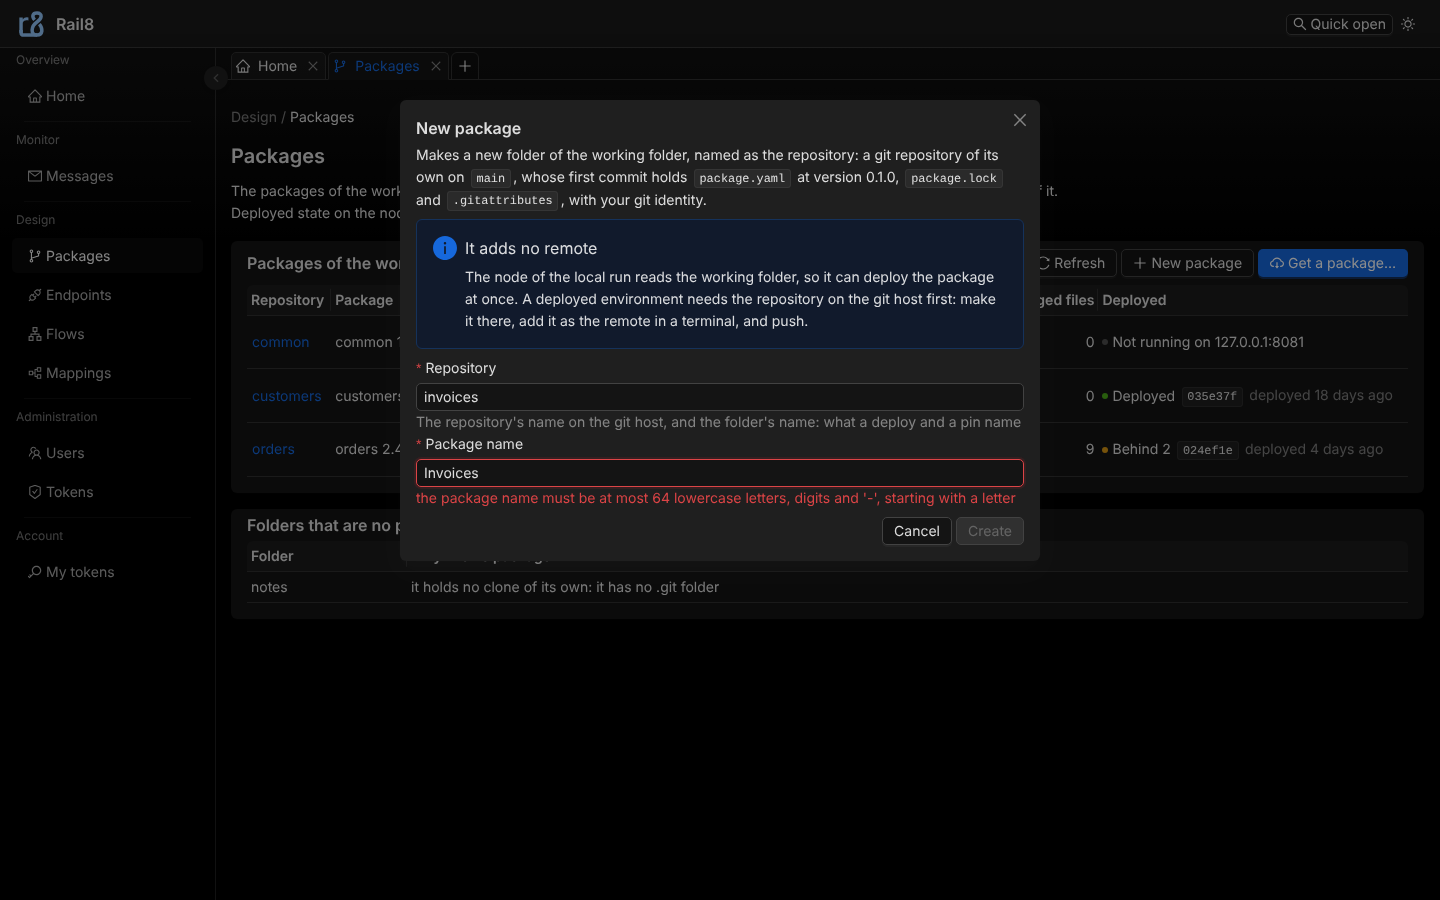 Rail8
Quick open
Overview
Home
Monitor
Messages
Design
Packages
Endpoints
Flows
Mappings
Administration
Users
Tokens
Account
My tokens
Home
Packages
Design / Packages
Packages
The packages of the work
f it.
Deployed state on the nod
Packages of the wor
Refresh
New package
Get a package...
Repository Package
ged files Deployed
common common 1
0 Not running on 127.0.0.1:8081
customers customers
0 Deployed 035e37f deployed 18 days ago
orders orders 2.4
9 Behind 2 024ef1e deployed 4 days ago
Folders that are no p
Folder
notes it holds no clone of its own: it has no .git folder
New package
Makes a new folder of the working folder, named as the repository: a git repository of its
own on main, whose first commit holds package.yaml at version 0.1.0, package.lock
and .gitattributes, with your git identity.
It adds no remote
The node of the local run reads the working folder, so it can deploy the package
at once. A deployed environment needs the repository on the git host first: make
it there, add it as the remote in a terminal, and push.
* Repository
invoices
The repository's name on the git host, and the folder's name: what a deploy and a pin name
* Package name
Invoices
the package name must be at most 64 lowercase letters, digits and '-', starting with a letter
Cancel
Create